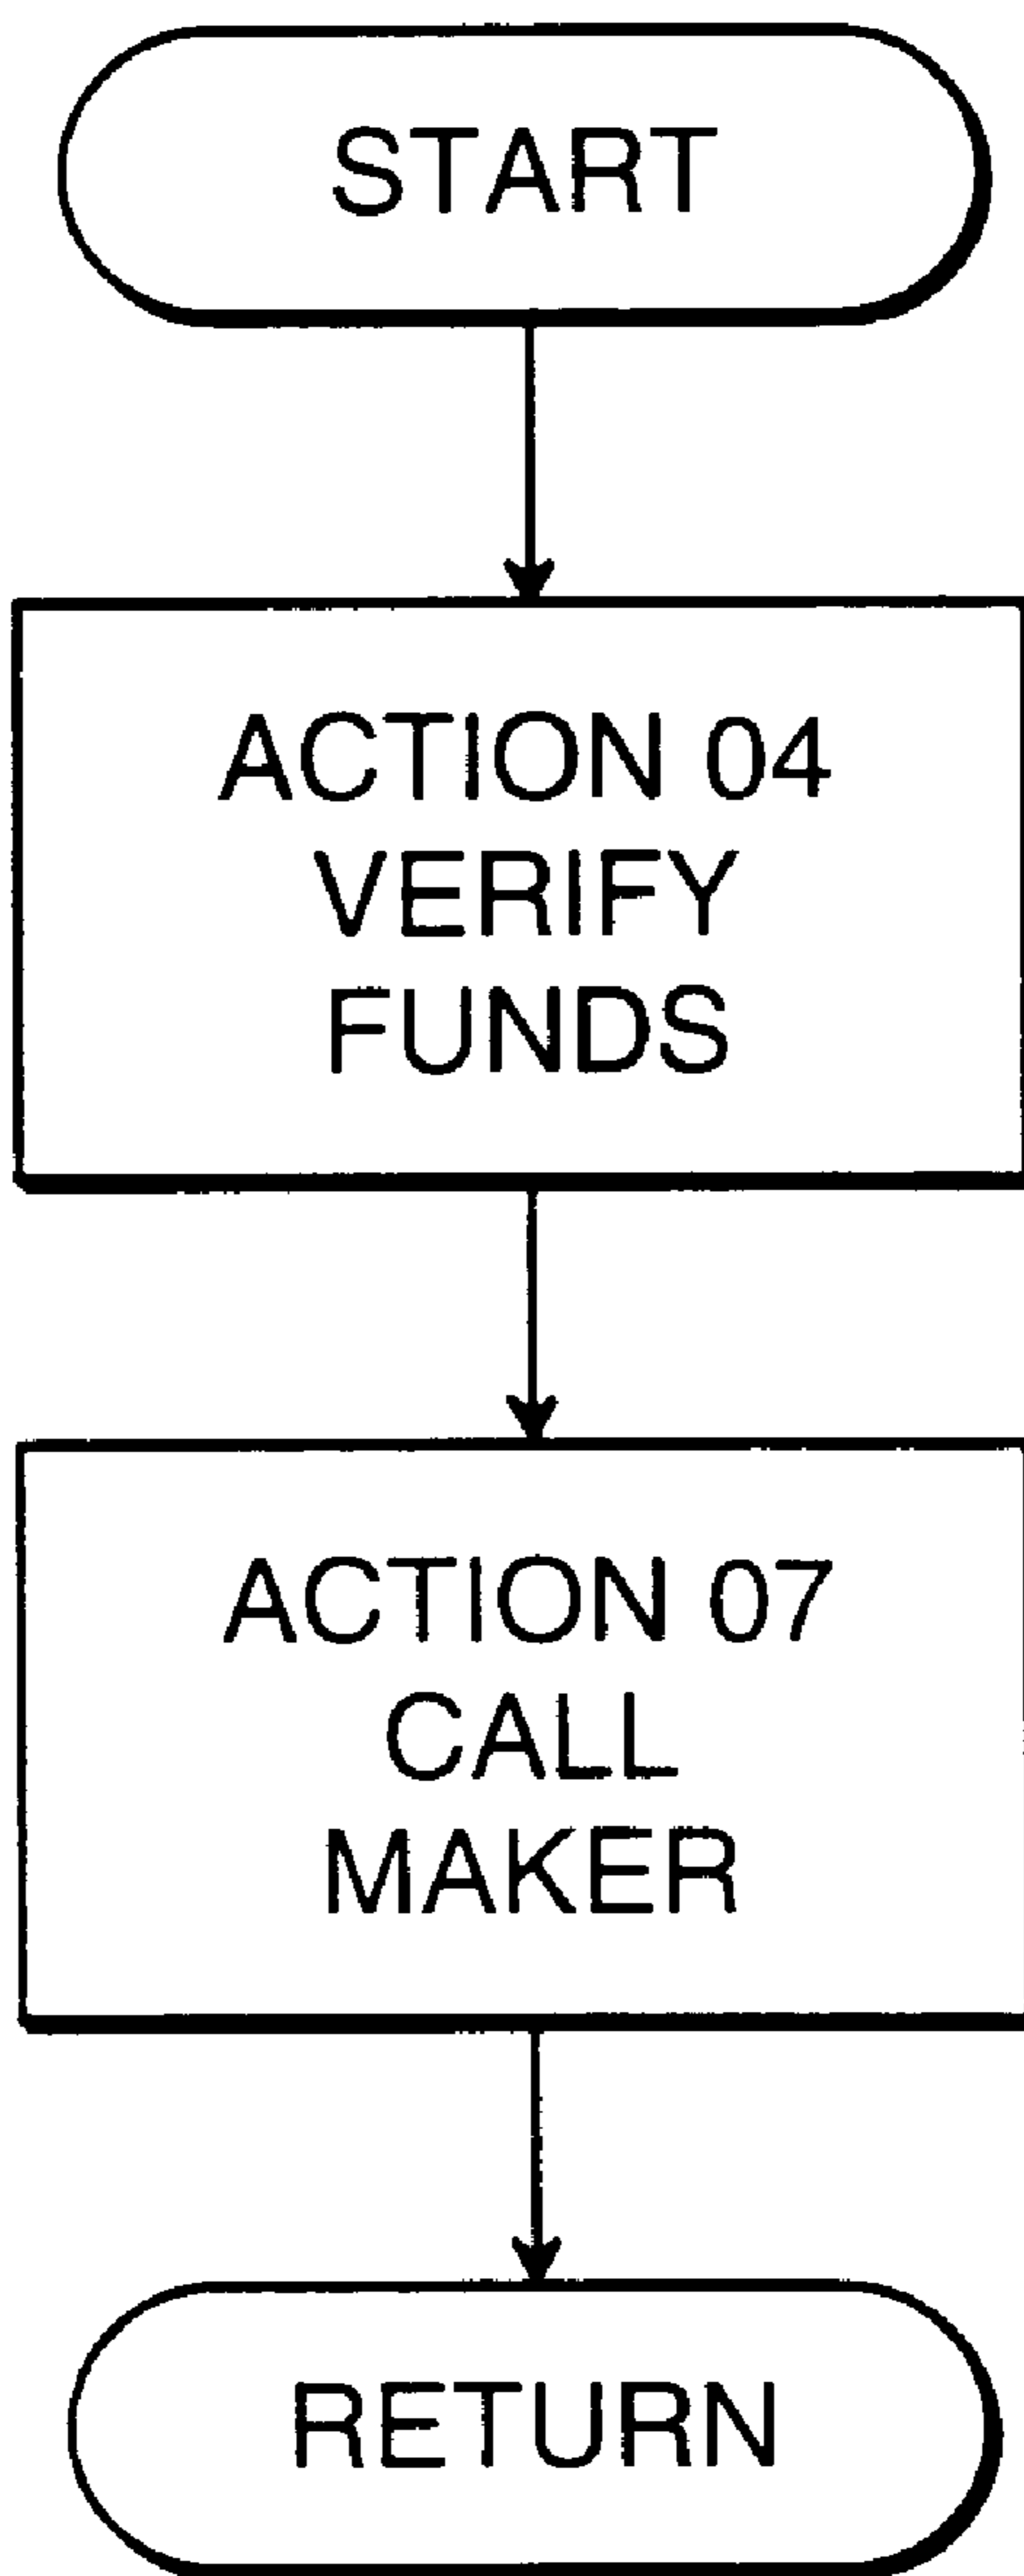 START
ACTION 04
VERIFY
FUNDS
ACTION 07
CALL
MAKER
RETURN